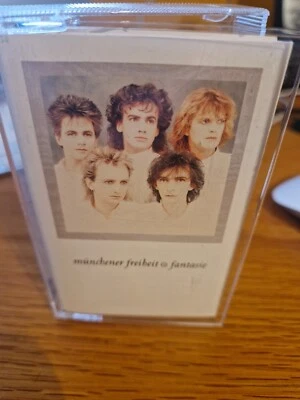 münchener freiheit ∞ fantasie